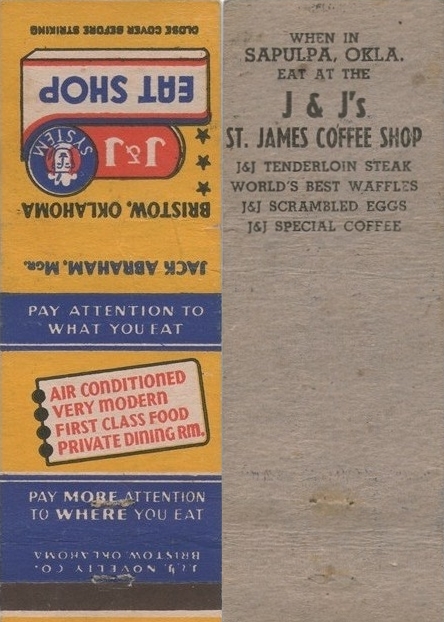 CLOSE COVER BEFORE STRIKING
EAT SHOP
J&J
SYSTEM
BRISTOW, OKLAHOMA
JACK ABRAHAM, MGR.
PAY ATTENTION TO
WHAT YOU EAT
AIR CONDITIONED
VERY MODERN
FIRST CLASS FOOD
PRIVATE DINING RM.
PAY MORE ATTENTION
TO WHERE YOU EAT
J&J NOVELTY CO.
BRISTOW, OKLAHOMA
WHEN IN
SAPULPA, OKLA.
EAT AT THE
J & J's
ST. JAMES COFFEE SHOP
J&J TENDERLOIN STEAK
WORLD'S BEST WAFFLES
J&J SCRAMBLED EGGS
J&J SPECIAL COFFEE